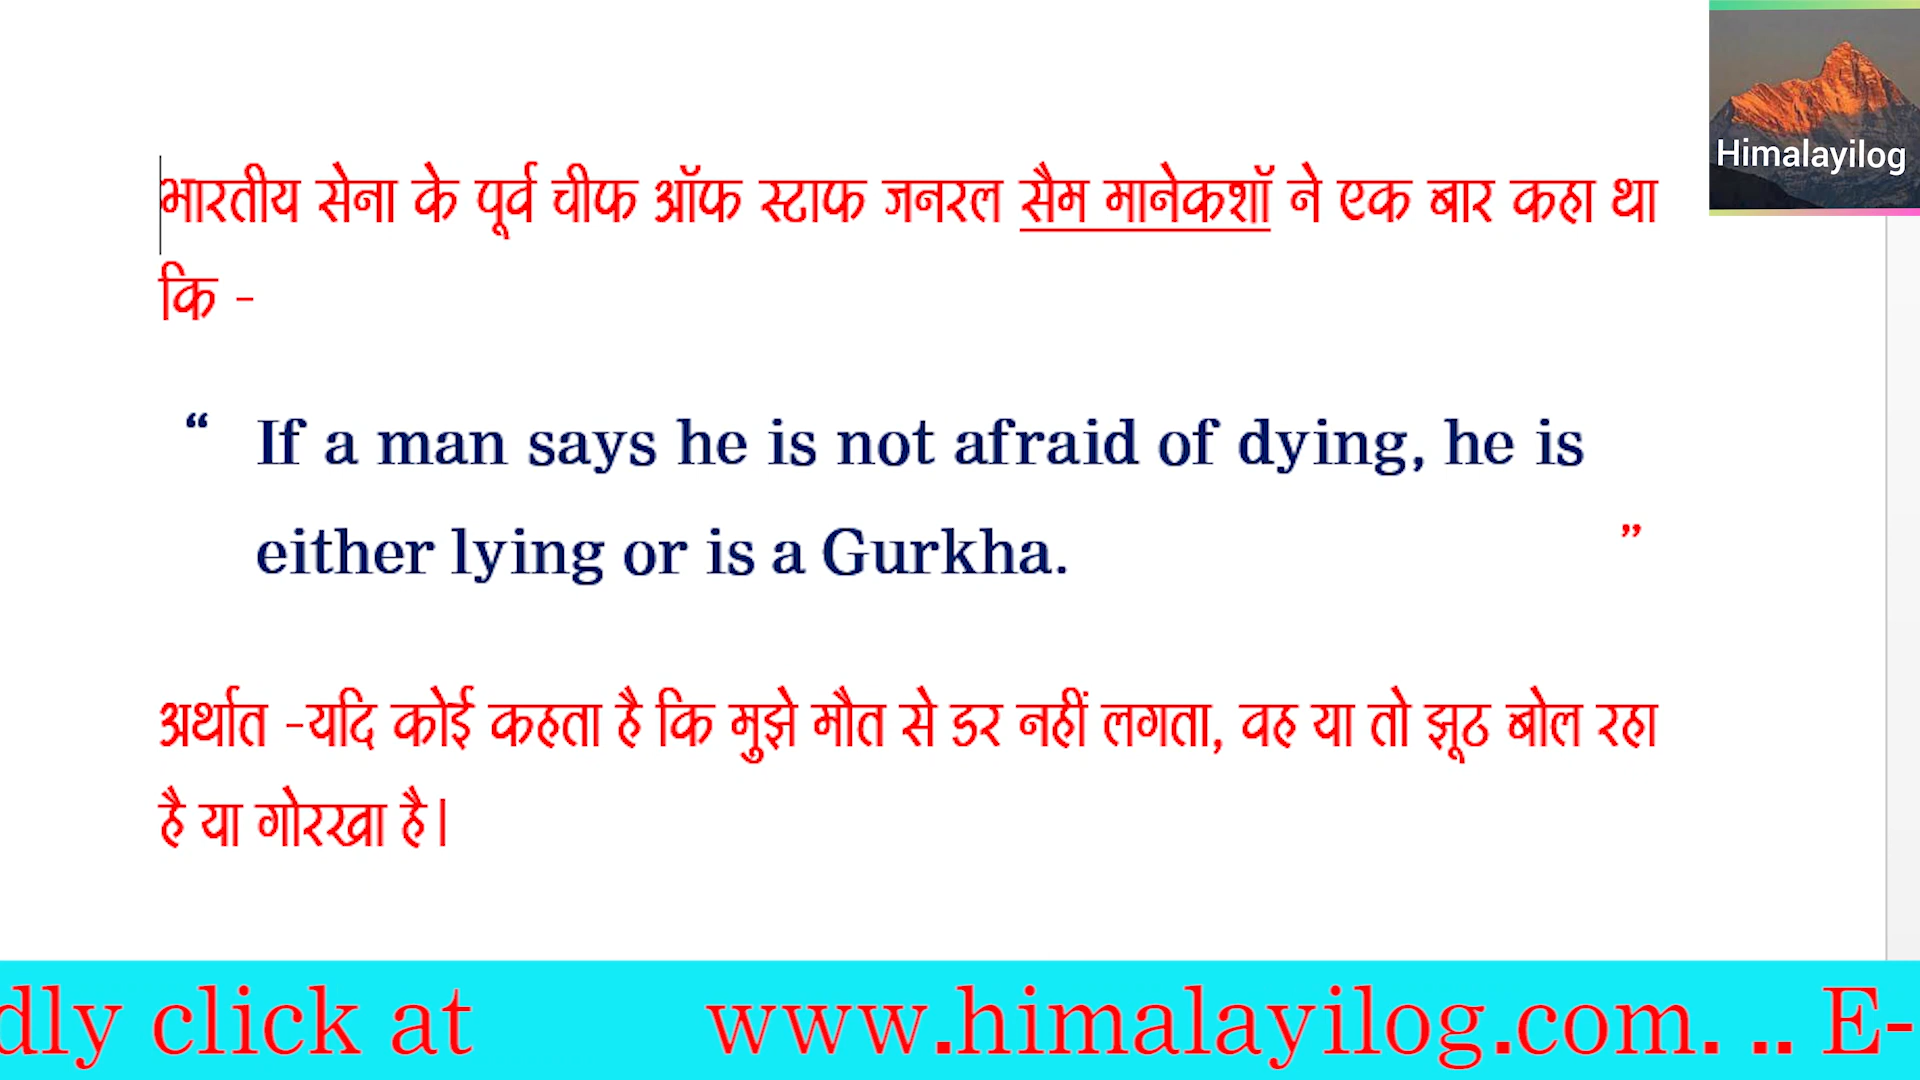 Himalayilog
भारतीय सेना के पूर्व चीफ ऑफ स्टाफ जनरल सैम मानेकशॉ ने एक बार कहा था
कि -
“ If a man says he is not afraid of dying, he is
either lying or is a Gurkha. ”
अर्थात -यदि कोई कहता है कि मुझे मौत से डर नहीं लगता, वह या तो झूठ बोल रहा
है या गोरखा है।
dly click at www.himalayilog.com. .. E-